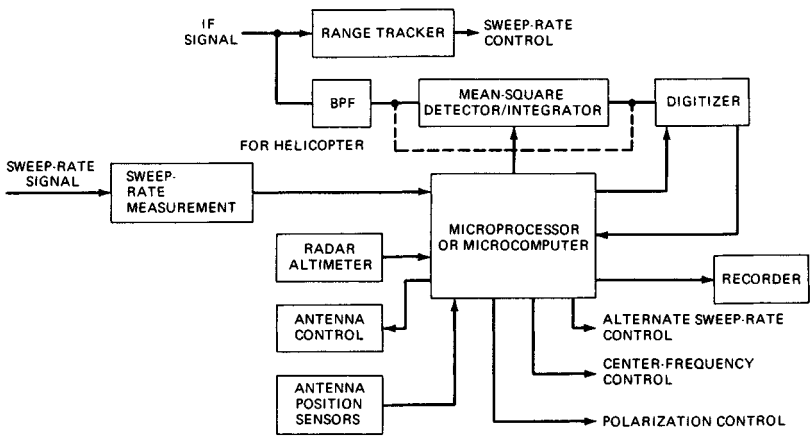 IF
SIGNAL
RANGE TRACKER
SWEEP-RATE
CONTROL
BPF
MEAN-SQUARE
DETECTOR/INTEGRATOR
DIGITIZER
FOR HELICOPTER
SWEEP-RATE
SIGNAL
SWEEP-
RATE
MEASUREMENT
MICROPROCESSOR
OR MICROCOMPUTER
RADAR
ALTIMETER
RECORDER
ANTENNA
CONTROL
ALTERNATE SWEEP-RATE
CONTROL
CENTER-FREQUENCY
CONTROL
ANTENNA
POSITION
SENSORS
POLARIZATION CONTROL